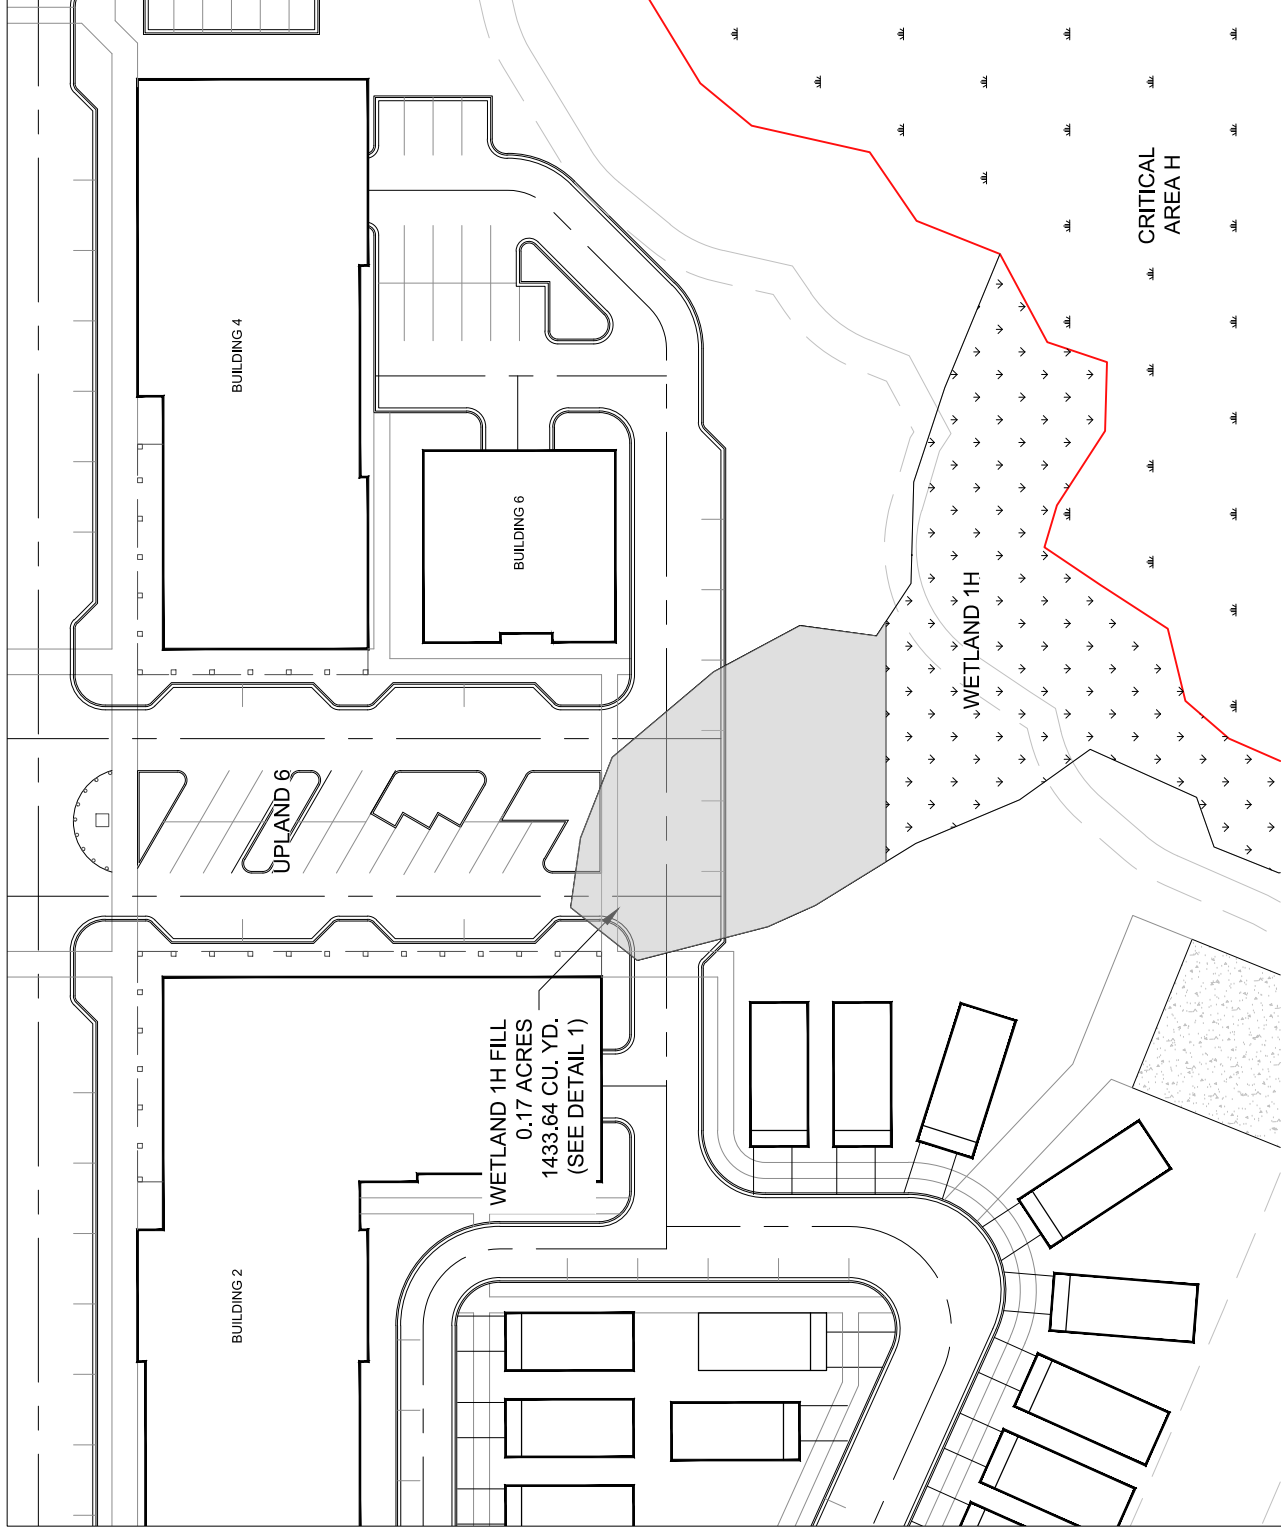 CRITICAL
AREA H
BUILDING 4
BUILDING 6
WETLAND 1H
UPLAND 6
WETLAND 1H FILL
0.17 ACRES
1433.64 CU. YD.
(SEE DETAIL 1)
BUILDING 2